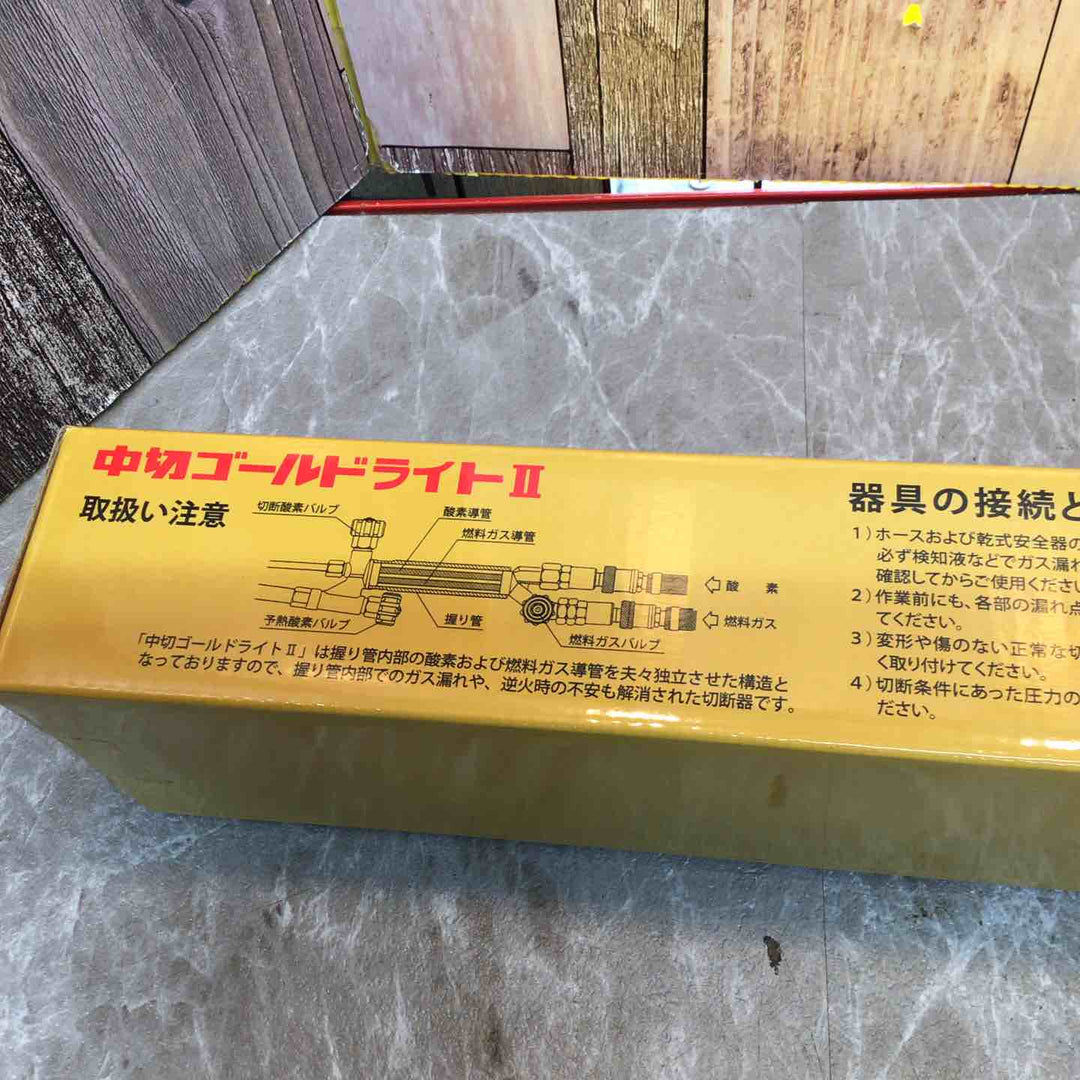 A
中切ゴールドライトⅡ
取扱い注意
切断酸素バルブ
酸素導管
燃料ガス導管
酸 素
燃料ガス
予熱酸素バルブ
握り管
燃料ガスバルブ
「中切ゴールドライトⅡ」は握り管内部の酸素および燃料ガス導管を夫々独立させた構造と
なっておりますので、握り管内部でのガス漏れや、逆火時の不安も解消された切断器です。
器具の接続と
1）ホースおよび乾式安全器の
必ず検知液などでガス漏れ
確認してからご使用ください
2）作業前にも、各部の漏れ点
てください。
3）変形や傷のない正常な切
く取り付けてください。
4）切断条件にあった圧力の
ださい。